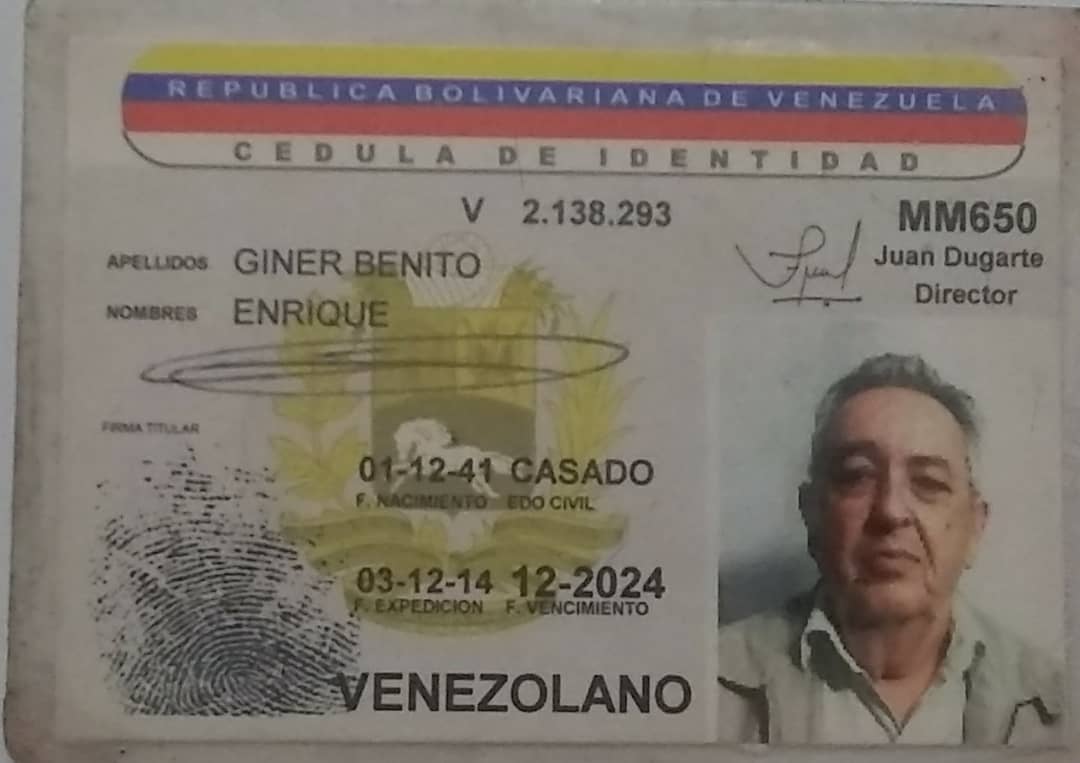 REPUBLICA BOLIVARIANA DE VENEZUELA
CEDULA DE IDENTIDAD
V 2.138.293
MM650
Juan Dugarte
Director
APELLIDOS GINER BENITO
NOMBRES ENRIQUE
FIRMA TITULAR
01-12-41 CASADO
F. NACIMIENTO EDO CIVIL
03-12-14 12-2024
F. EXPEDICION F. VENCIMIENTO
VENEZOLANO